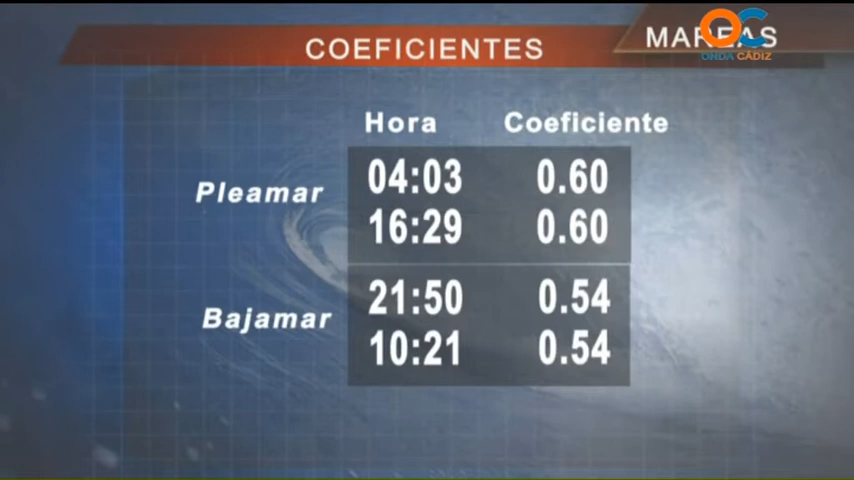 COEFICIENTES
MAREAS
OC
ONDA CÁDIZ
Hora Coeficiente
Pleamar
04:03 0.60
16:29 0.60
Bajamar
21:50 0.54
10:21 0.54